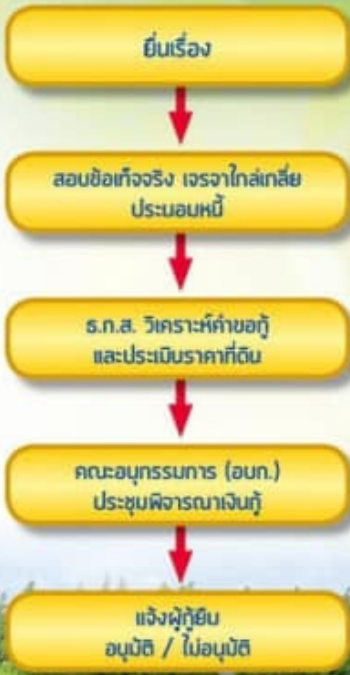 ยื่นเรื่อง
สอบข้อเท็จจริง เจรจาไกล่เกลี่ย
ประนอมหนี้
ธ.ก.ส. วิเคราะห์คำขอกู้
และประเมินราคาที่ดิน
คณะอนุกรรมการ (อบก.)
ประชุมพิจารณาเงินกู้
แจ้งผู้กู้ยืม
อนุมัติ / ไม่อนุมัติ